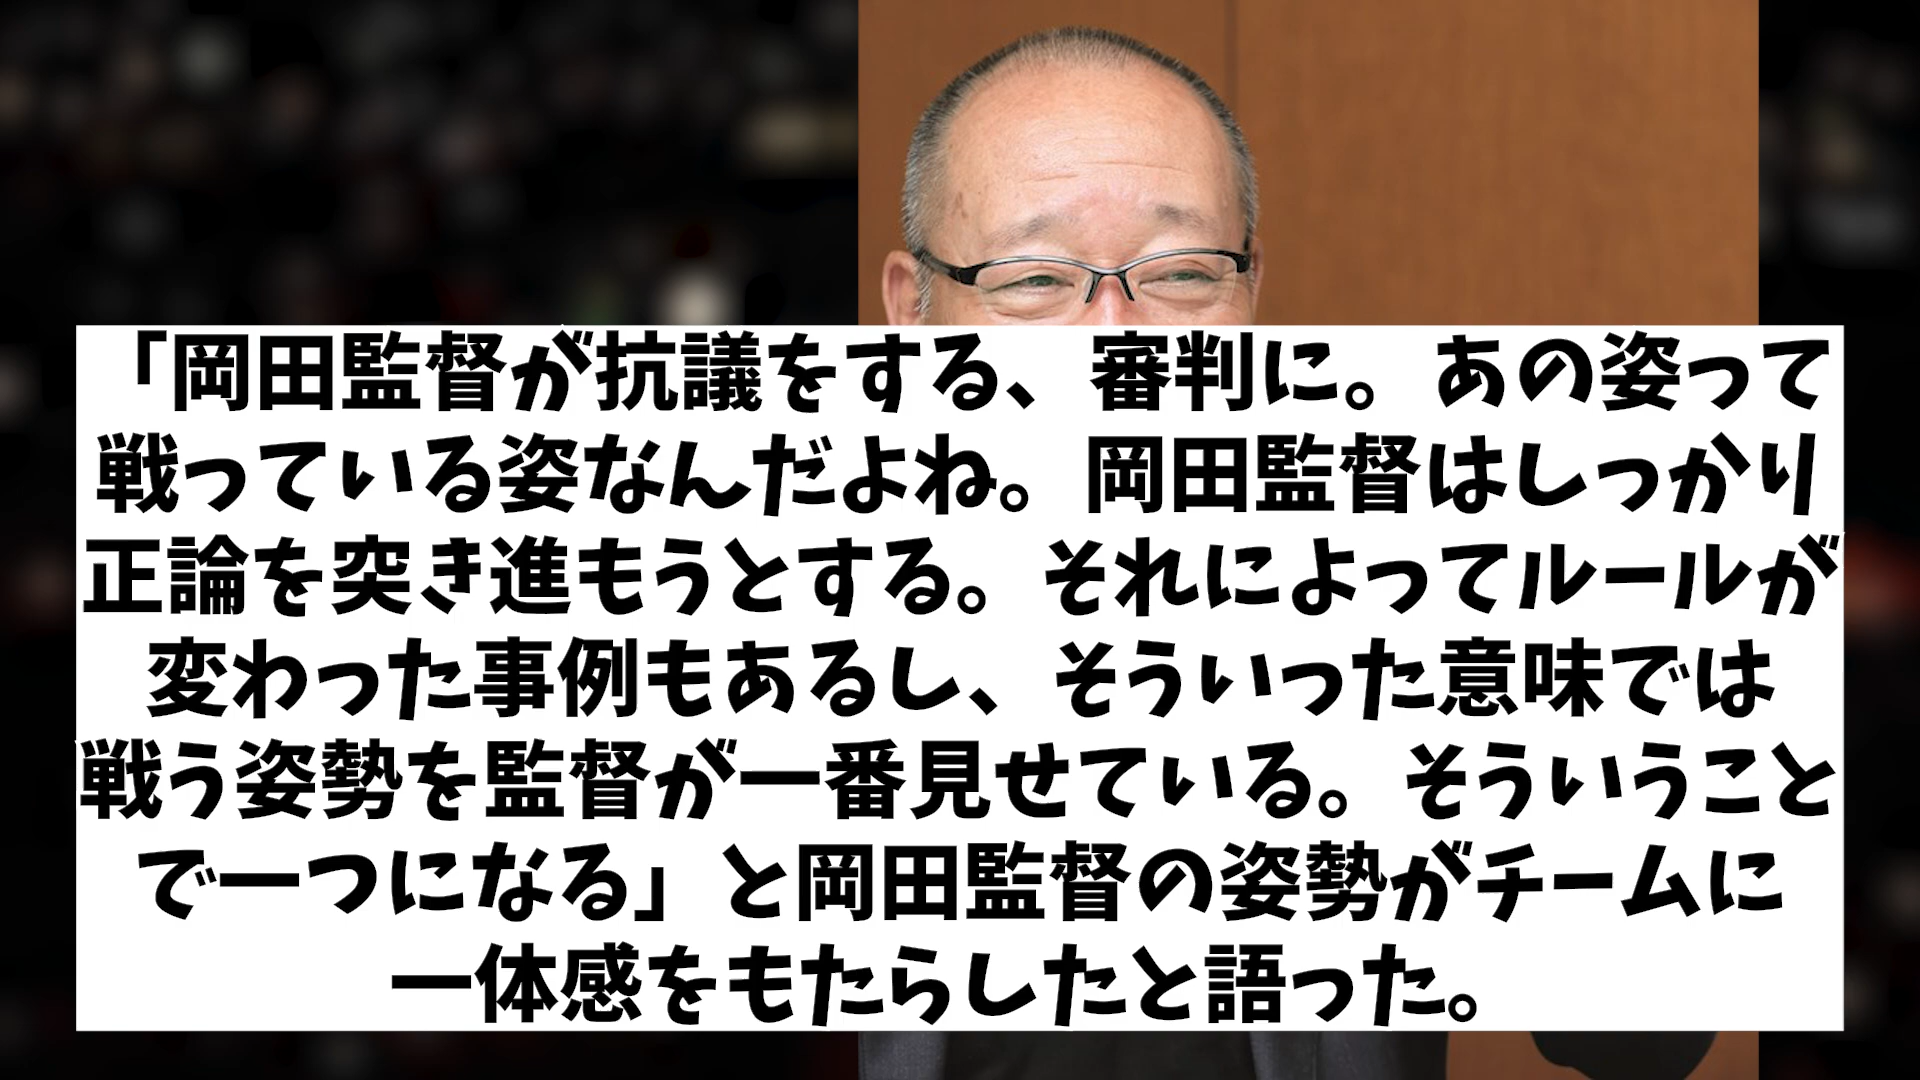 「岡田監督が抗議をする、審判に。あの姿って
戦っている姿なんだよね。岡田監督はしっかり
正論を突き進もうとする。それによってルールが
変わった事例もあるし、そういった意味では
戦う姿勢を監督が一番見せている。そういうこと
で一つになる」と岡田監督の姿勢がチームに
一体感をもたらしたと語った。